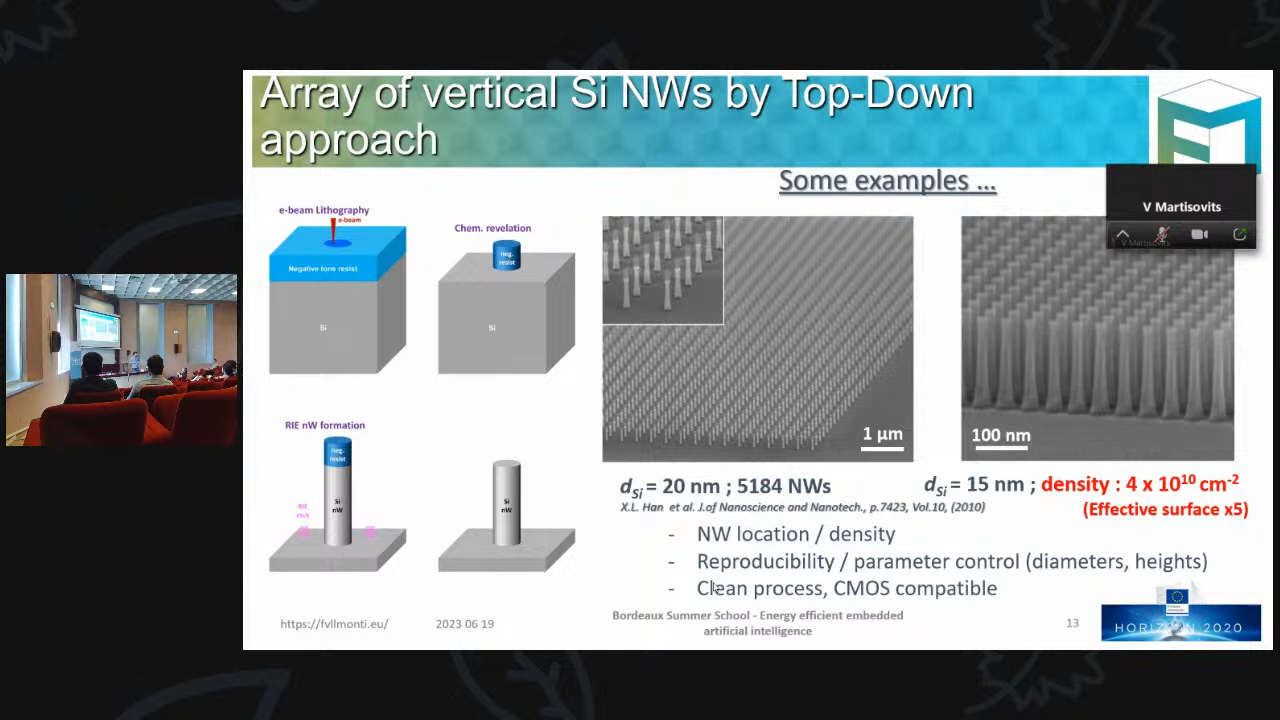 Array of vertical Si NWs by Top-Down
approach
Some examples ...
V Martisovits
V Martisovits
e-beam Lithography
e-beam
Negative tone resist
Si
Chem. revelation
neg.
resist
Si
1 µm
100 nm
RIE nW formation
neg.
resist
Si
nW
RIE
etch
Si
nW
dSi = 20 nm ; 5184 NWs
dSi = 15 nm ; density : 4 x 10¹⁰ cm⁻²
(Effective surface x5)
X.L. Han et al. J.of Nanoscience and Nanotech., p.7423, Vol.10, (2010)
- NW location / density
- Reproducibility / parameter control (diameters, heights)
- Clean process, CMOS compatible
https://fvllmonti.eu/
2023 06 19
Bordeaux Summer School - Energy efficient embedded
artificial intelligence
13
HORIZON 2020